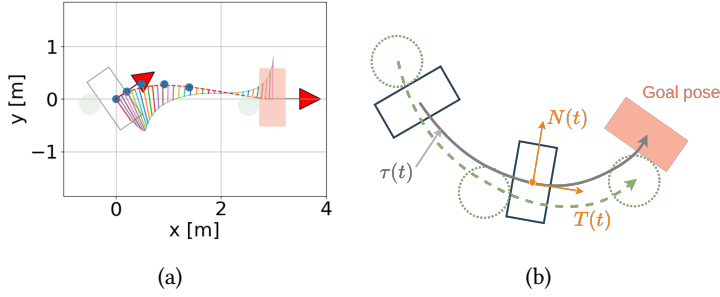 1
0
−1
y [m]
0
2
4
x [m]
(a)
Goal pose
N(t)
τ(t)
T(t)
(b)